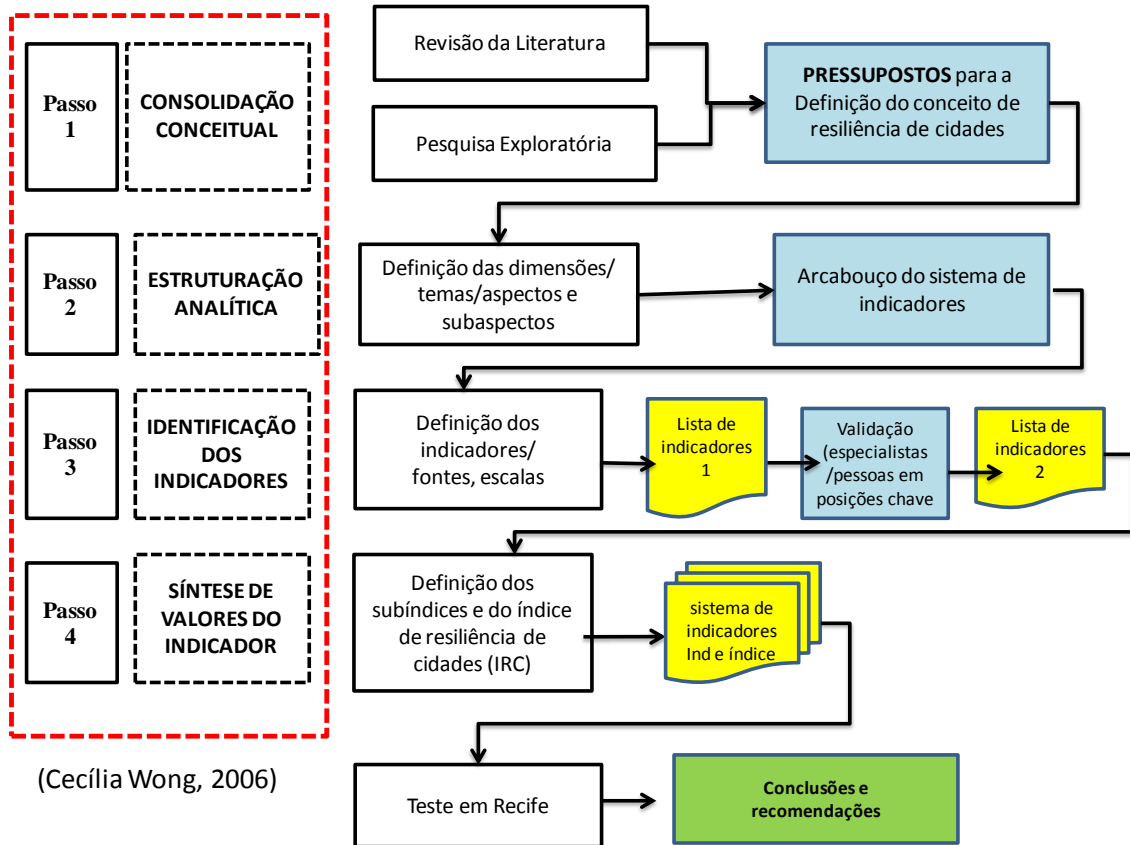 Passo
1
CONSOLIDAÇÃO
CONCEITUAL
Revisão da Literatura
Pesquisa Exploratória
PRESSUPOSTOS para a
Definição do conceito de
resiliência de cidades
Passo
2
ESTRUTURAÇÃO
ANALÍTICA
Definição das dimensões/
temas/aspectos e
subaspectos
Arcabouço do sistema de
indicadores
Passo
3
IDENTIFICAÇÃO
DOS
INDICADORES
Definição dos
indicadores/
fontes, escalas
Lista de
indicadores
1
Validação
(especialistas
/pessoas em
posições chave
Lista de
indicadores
2
Passo
4
SÍNTESE DE
VALORES DO
INDICADOR
Definição dos
subíndices e do índice
de resiliência de
cidades (IRC)
sistema de
indicadores
Ind e índice
(Cecília Wong, 2006)
Teste em Recife
Conclusões e
recomendações